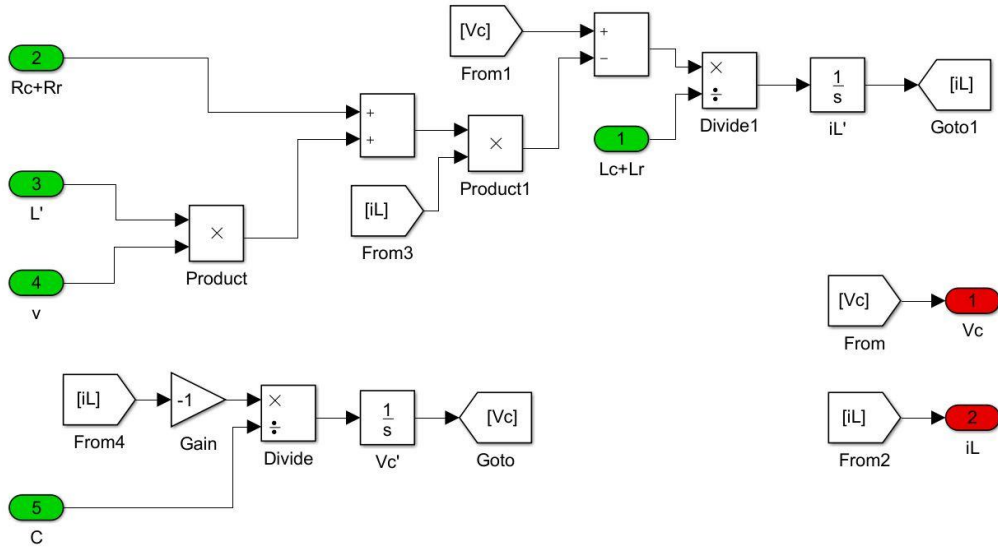 2
Rc+Rr
3
L'
4
v
×
Product
+
+
[iL]
From3
×
Product1
[Vc]
From1
+
−
1
Lc+Lr
×
÷
Divide1
1
s
iL'
[iL]
Goto1
[Vc]
From
1
Vc
[iL]
From4
-1
Gain
×
÷
Divide
1
s
Vc'
[Vc]
Goto
[iL]
From2
2
iL
5
C